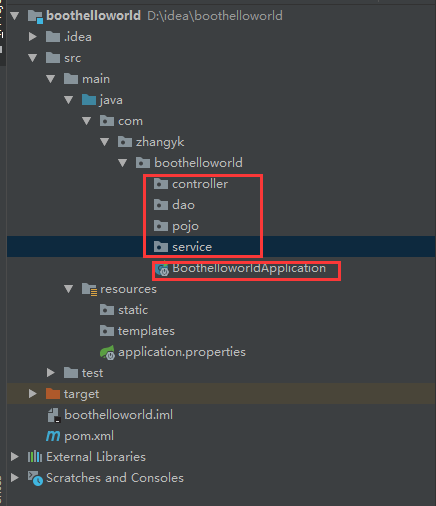 boothelloworld D:\idea\boothelloworld
.idea
src
main
java
com
zhangyk
boothelloworld
controller
dao
pojo
service
BoothelloworldApplication
resources
static
templates
application.properties
test
target
boothelloworld.iml
pom.xml
External Libraries
Scratches and Consoles